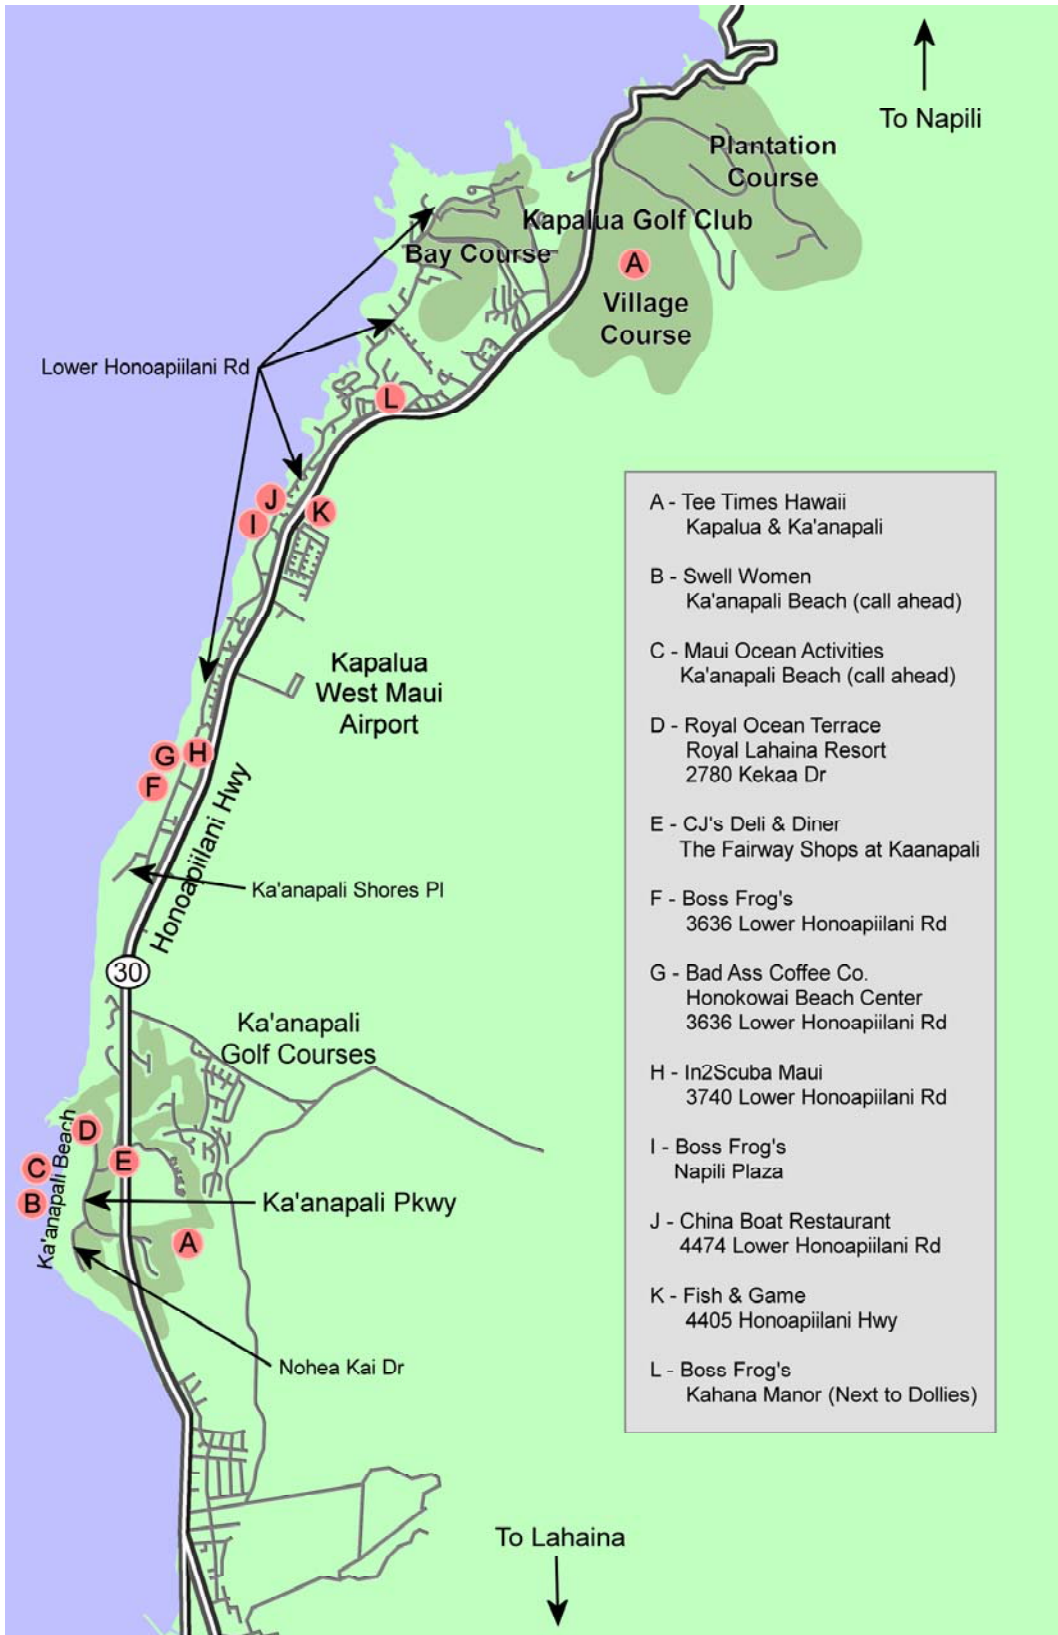 To Napili
Plantation
Course
Kapalua Golf Club
Bay Course
A
Village
Course
Lower Honoapiilani Rd
L
J
I
K
Kapalua
West Maui
Airport
G
H
F
Honoapiilani Hwy
Ka'anapali Shores Pl
30
Ka'anapali
Golf Courses
D
E
C
B
Ka'anapali Beach
Ka'anapali Pkwy
A
Nohea Kai Dr
To Lahaina
A - Tee Times Hawaii
Kapalua & Ka'anapali
B - Swell Women
Ka'anapali Beach (call ahead)
C - Maui Ocean Activities
Ka'anapali Beach (call ahead)
D - Royal Ocean Terrace
Royal Lahaina Resort
2780 Kekaa Dr
E - CJ's Deli & Diner
The Fairway Shops at Kaanapali
F - Boss Frog's
3636 Lower Honoapiilani Rd
G - Bad Ass Coffee Co.
Honokowai Beach Center
3636 Lower Honoapiilani Rd
H - In2Scuba Maui
3740 Lower Honoapiilani Rd
I - Boss Frog's
Napili Plaza
J - China Boat Restaurant
4474 Lower Honoapiilani Rd
K - Fish & Game
4405 Honoapiilani Hwy
L - Boss Frog's
Kahana Manor (Next to Dollies)